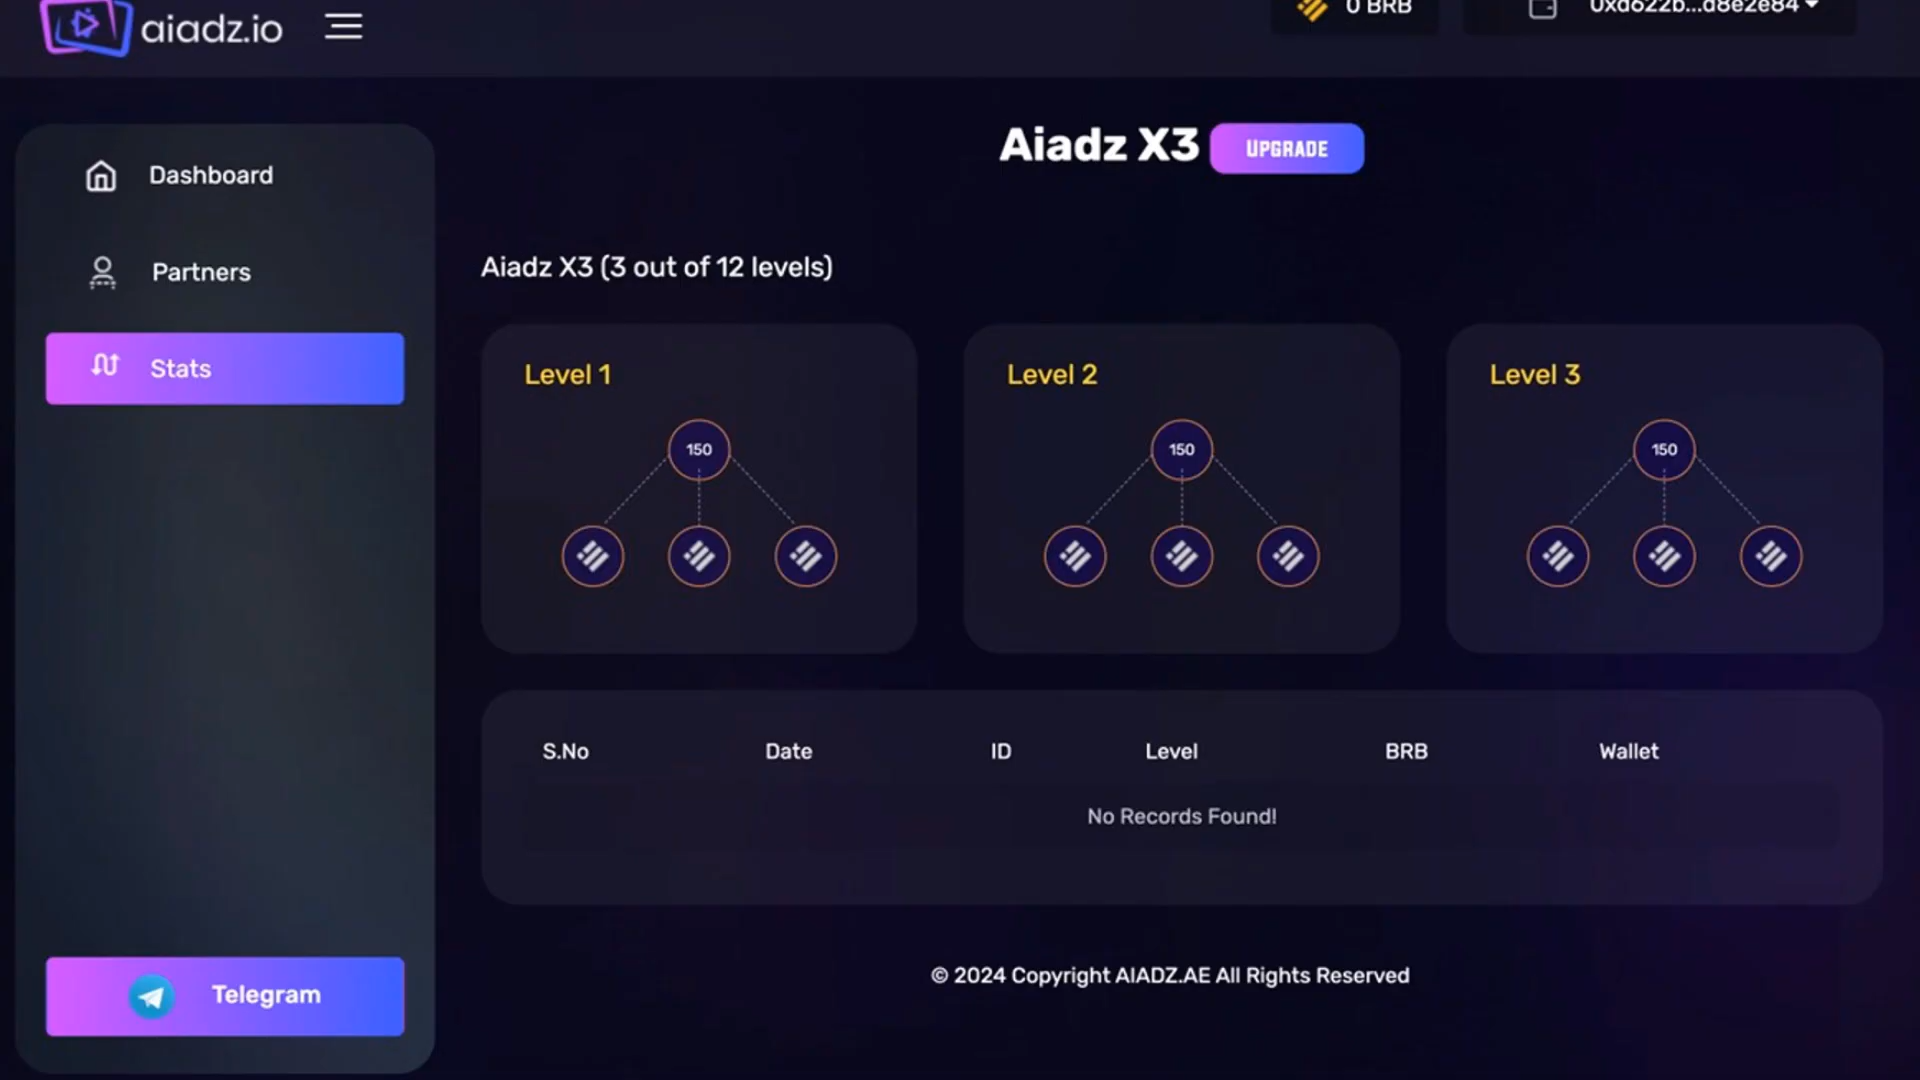 aiadz.io
0 BRB
0xd622b...d8e2e84
Dashboard
Partners
Stats
Telegram
Aiadz X3
UPGRADE
Aiadz X3 (3 out of 12 levels)
Level 1
150
Level 2
150
Level 3
150
S.No Date ID Level BRB Wallet
No Records Found!
© 2024 Copyright AIADZ.AE All Rights Reserved